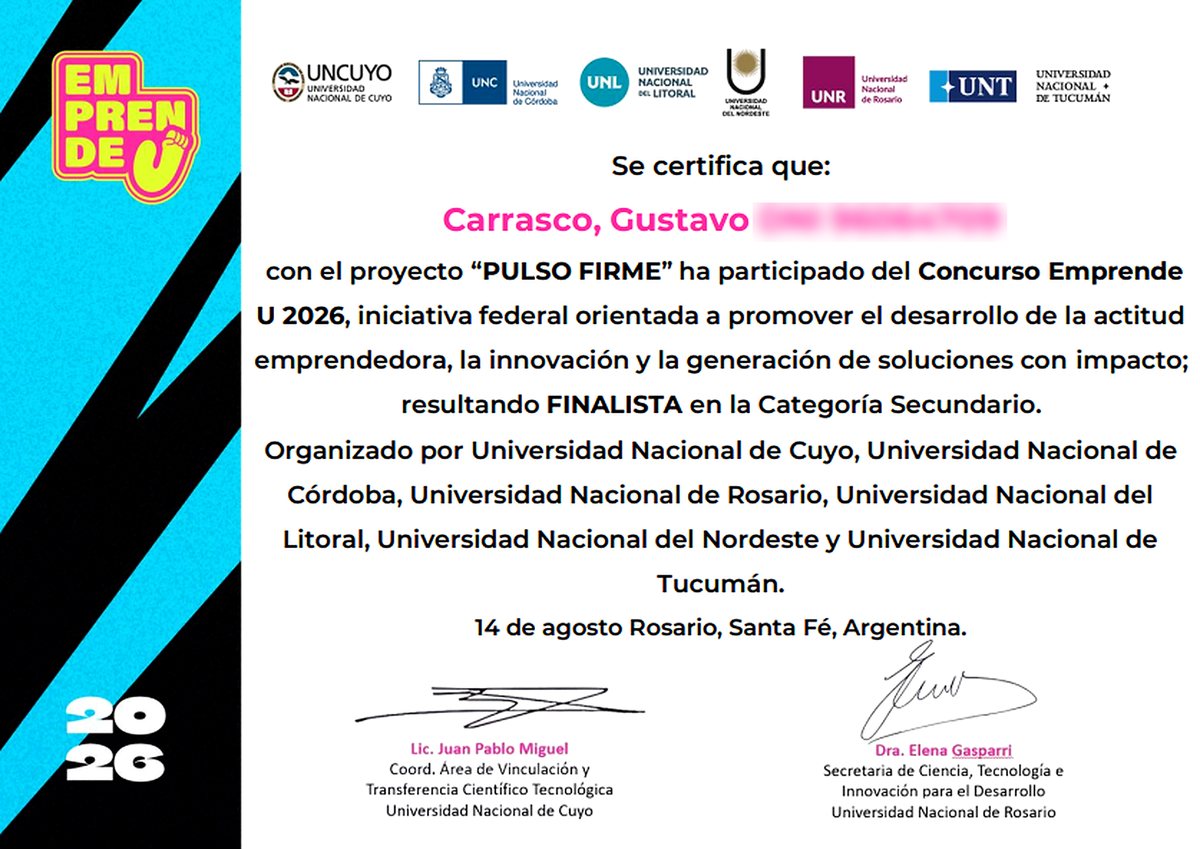 EM
PREN
DE U
UNCUYO
UNIVERSIDAD
NACIONAL DE CUYO
UNC
Universidad
Nacional
de Córdoba
UNL
UNIVERSIDAD
NACIONAL
DEL LITORAL
UNIVERSIDAD
NACIONAL
DEL NORDESTE
UNR
Universidad
Nacional
de Rosario
UNT
UNIVERSIDAD
NACIONAL
DE TUCUMÁN
Se certifica que:
Carrasco, Gustavo
con el proyecto “PULSO FIRME” ha participado del Concurso Emprende
U 2026, iniciativa federal orientada a promover el desarrollo de la actitud
emprendedora, la innovación y la generación de soluciones con impacto;
resultando FINALISTA en la Categoría Secundario.
Organizado por Universidad Nacional de Cuyo, Universidad Nacional de
Córdoba, Universidad Nacional de Rosario, Universidad Nacional del
Litoral, Universidad Nacional del Nordeste y Universidad Nacional de
Tucumán.
14 de agosto Rosario, Santa Fé, Argentina.
Lic. Juan Pablo Miguel
Coord. Área de Vinculación y
Transferencia Científico Tecnológica
Universidad Nacional de Cuyo
Dra. Elena Gasparri
Secretaria de Ciencia, Tecnología e
Innovación para el Desarrollo
Universidad Nacional de Rosario
20
26